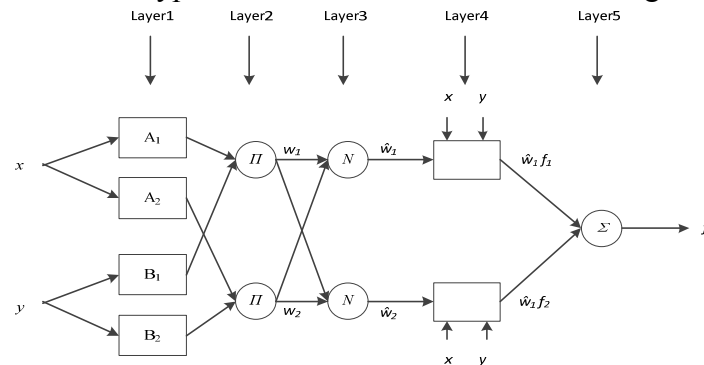 Layer1 Layer2 Layer3 Layer4 Layer5
x y
A₁
Π w₁ N ŵ₁ ŵ₁f₁
x
A₂
Σ
B₁
y
Π w₂ N ŵ₂ ŵ₁f₂
B₂
x y